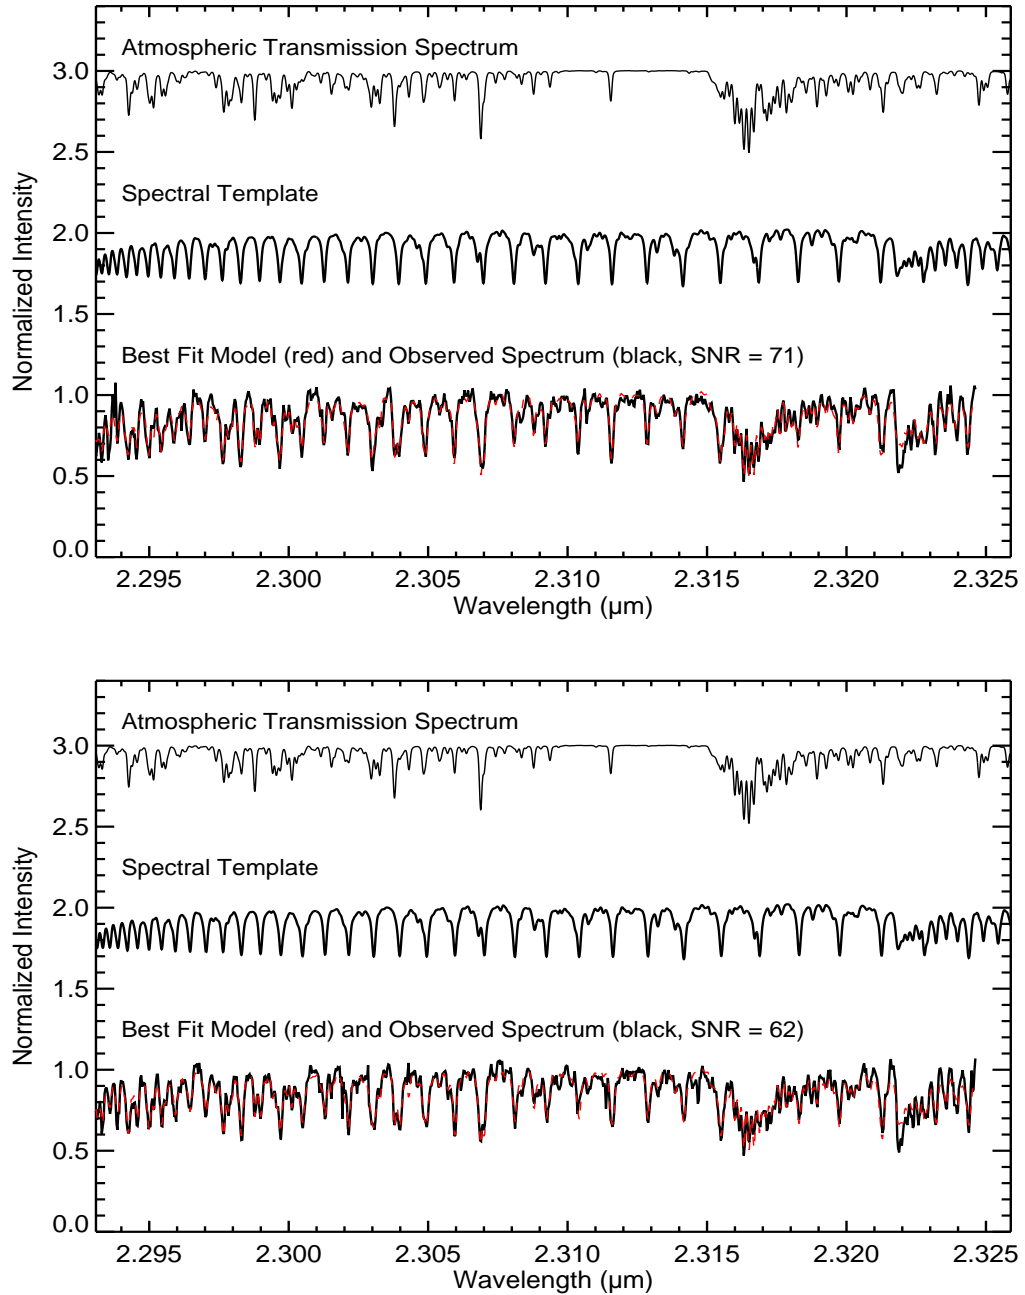 Atmospheric Transmission Spectrum
3.0
2.5
Spectral Template
2.0
1.5
Best Fit Model (red) and Observed Spectrum (black, SNR = 71)
1.0
0.5
0.0
Normalized Intensity
2.295 2.300 2.305 2.310 2.315 2.320 2.325
Wavelength (µm)
Atmospheric Transmission Spectrum
3.0
2.5
Spectral Template
2.0
1.5
Best Fit Model (red) and Observed Spectrum (black, SNR = 62)
1.0
0.5
0.0
Normalized Intensity
2.295 2.300 2.305 2.310 2.315 2.320 2.325
Wavelength (µm)